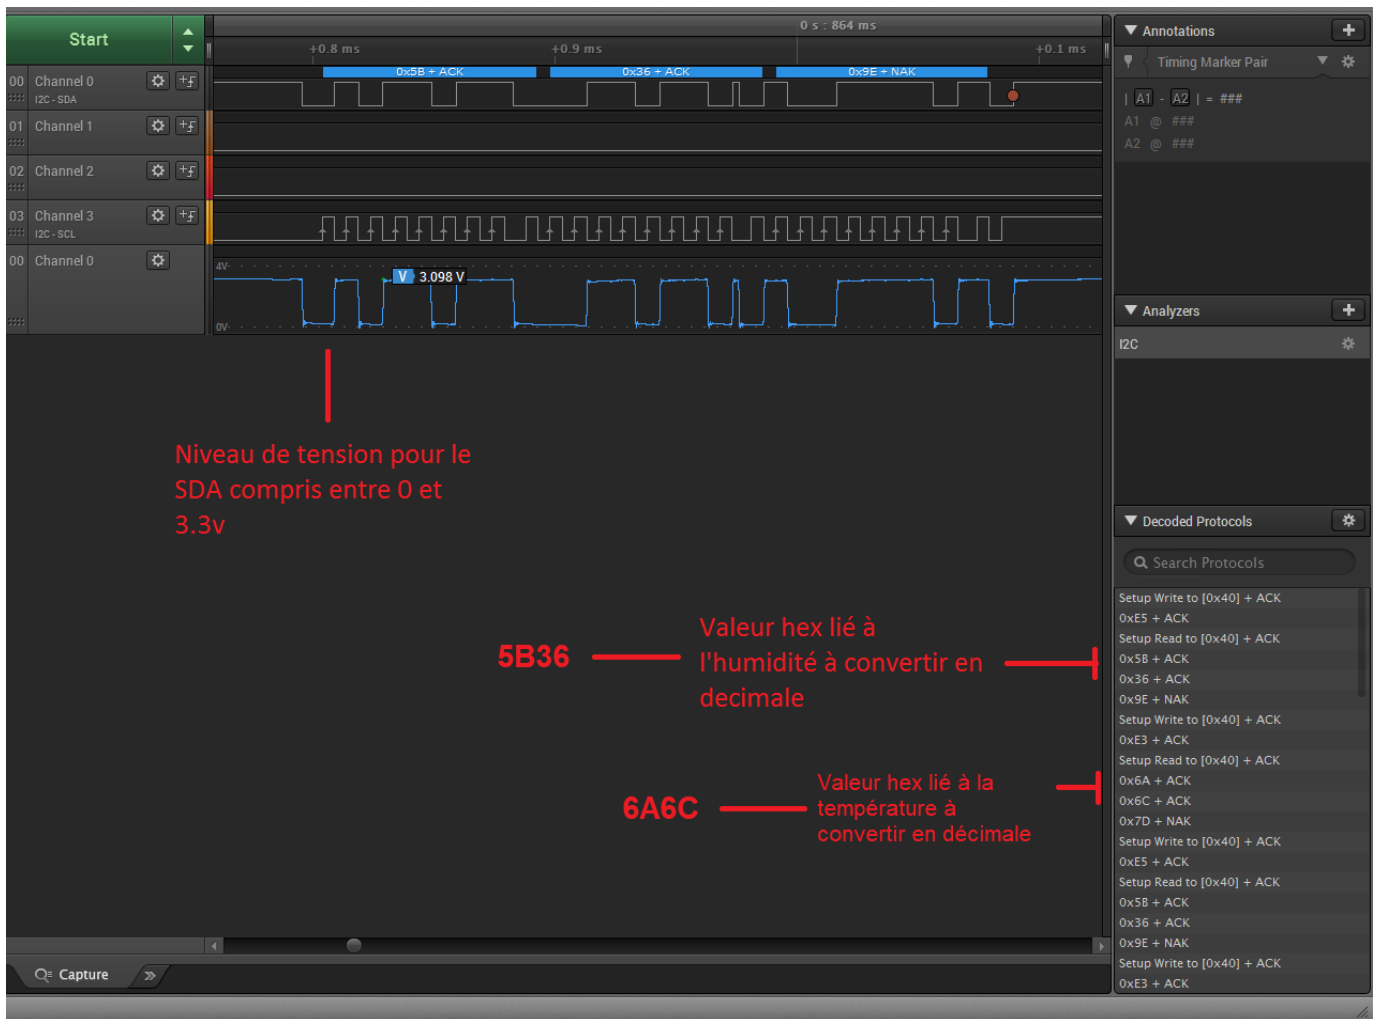 Start
0 s : 864 ms
+0.8 ms
+0.9 ms
+0.1 ms
0x5B + ACK
0x36 + ACK
0x9E + NAK
00 Channel 0
I2C - SDA
01 Channel 1
02 Channel 2
03 Channel 3
I2C - SCL
00 Channel 0
4V
0V
V 3.098 V
Niveau de tension pour le
SDA compris entre 0 et
3.3v
5B36
Valeur hex lié à
l'humidité à convertir en
decimale
6A6C
Valeur hex lié à la
température à
convertir en décimale
Capture
Annotations
Timing Marker Pair
| A1 - A2 | = ###
A1 @ ###
A2 @ ###
Analyzers
I2C
Decoded Protocols
Search Protocols
Setup Write to [0x40] + ACK
0xE5 + ACK
Setup Read to [0x40] + ACK
0x5B + ACK
0x36 + ACK
0x9E + NAK
Setup Write to [0x40] + ACK
0xE3 + ACK
Setup Read to [0x40] + ACK
0x6A + ACK
0x6C + ACK
0x7D + NAK
Setup Write to [0x40] + ACK
0xE5 + ACK
Setup Read to [0x40] + ACK
0x5B + ACK
0x36 + ACK
0x9E + NAK
Setup Write to [0x40] + ACK
0xE3 + ACK